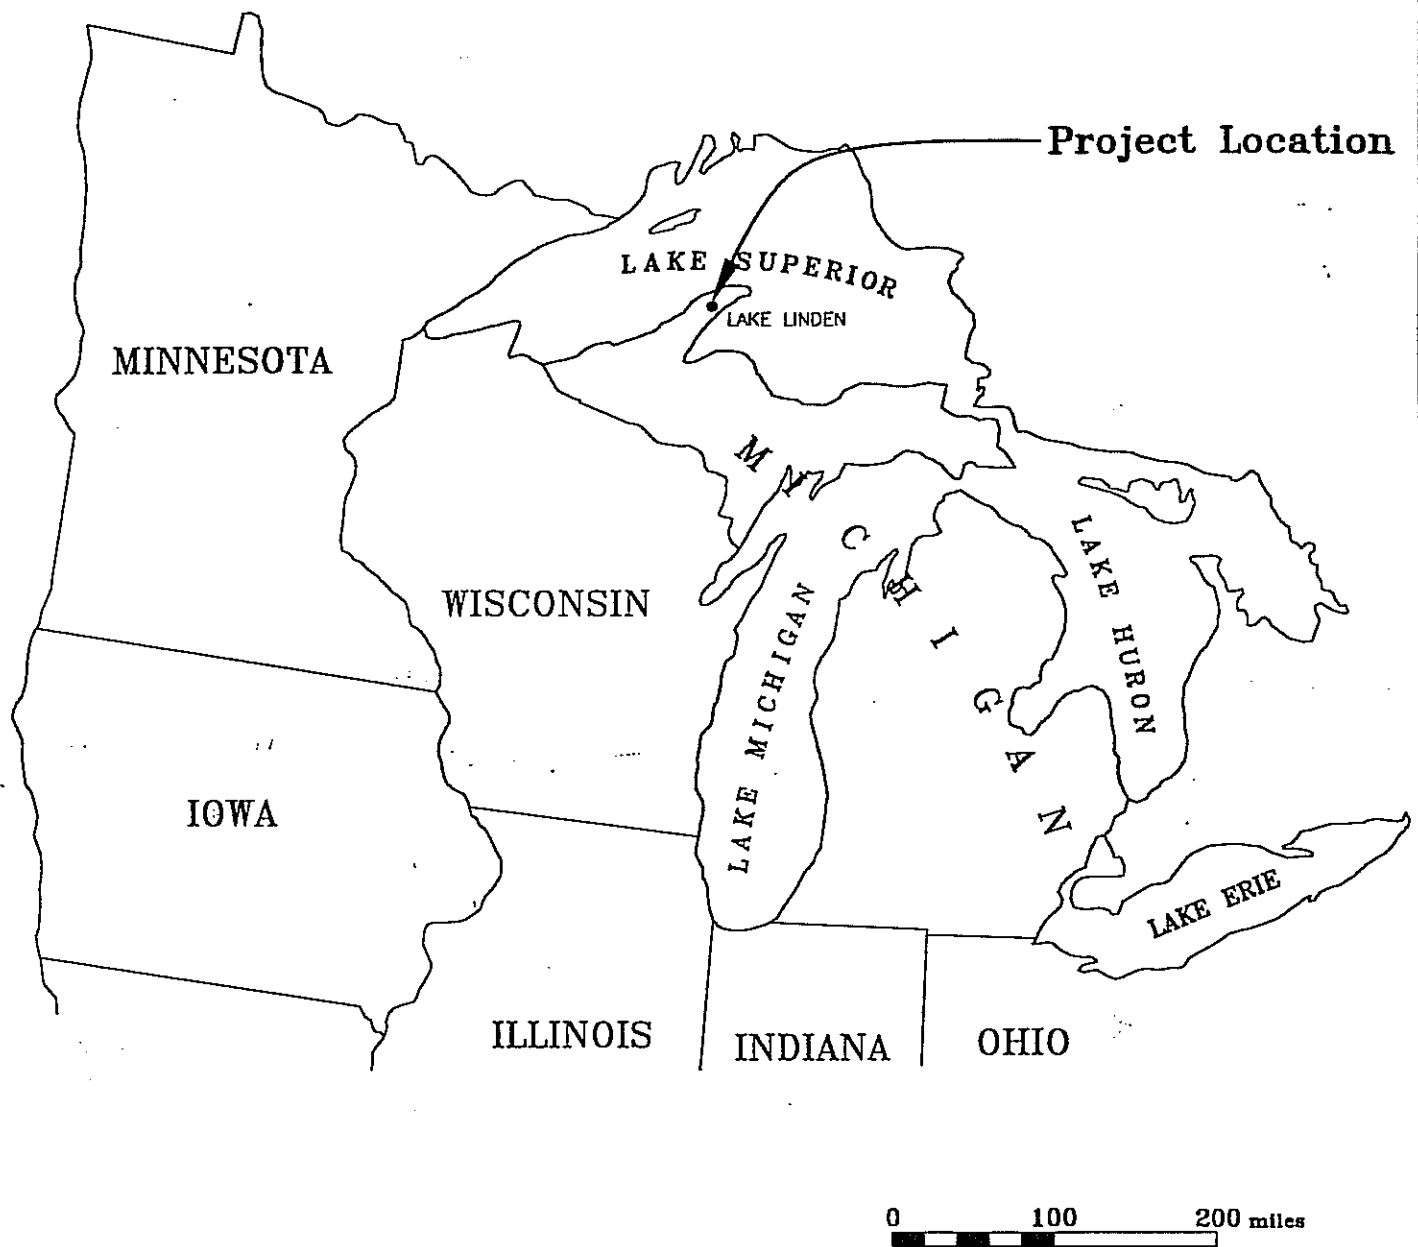 Project Location
LAKE SUPERIOR
LAKE LINDEN
MINNESOTA
MICHIGAN
WISCONSIN
LAKE MICHIGAN
LAKE HURON
IOWA
LAKE ERIE
ILLINOIS
INDIANA
OHIO
0 100 200 miles